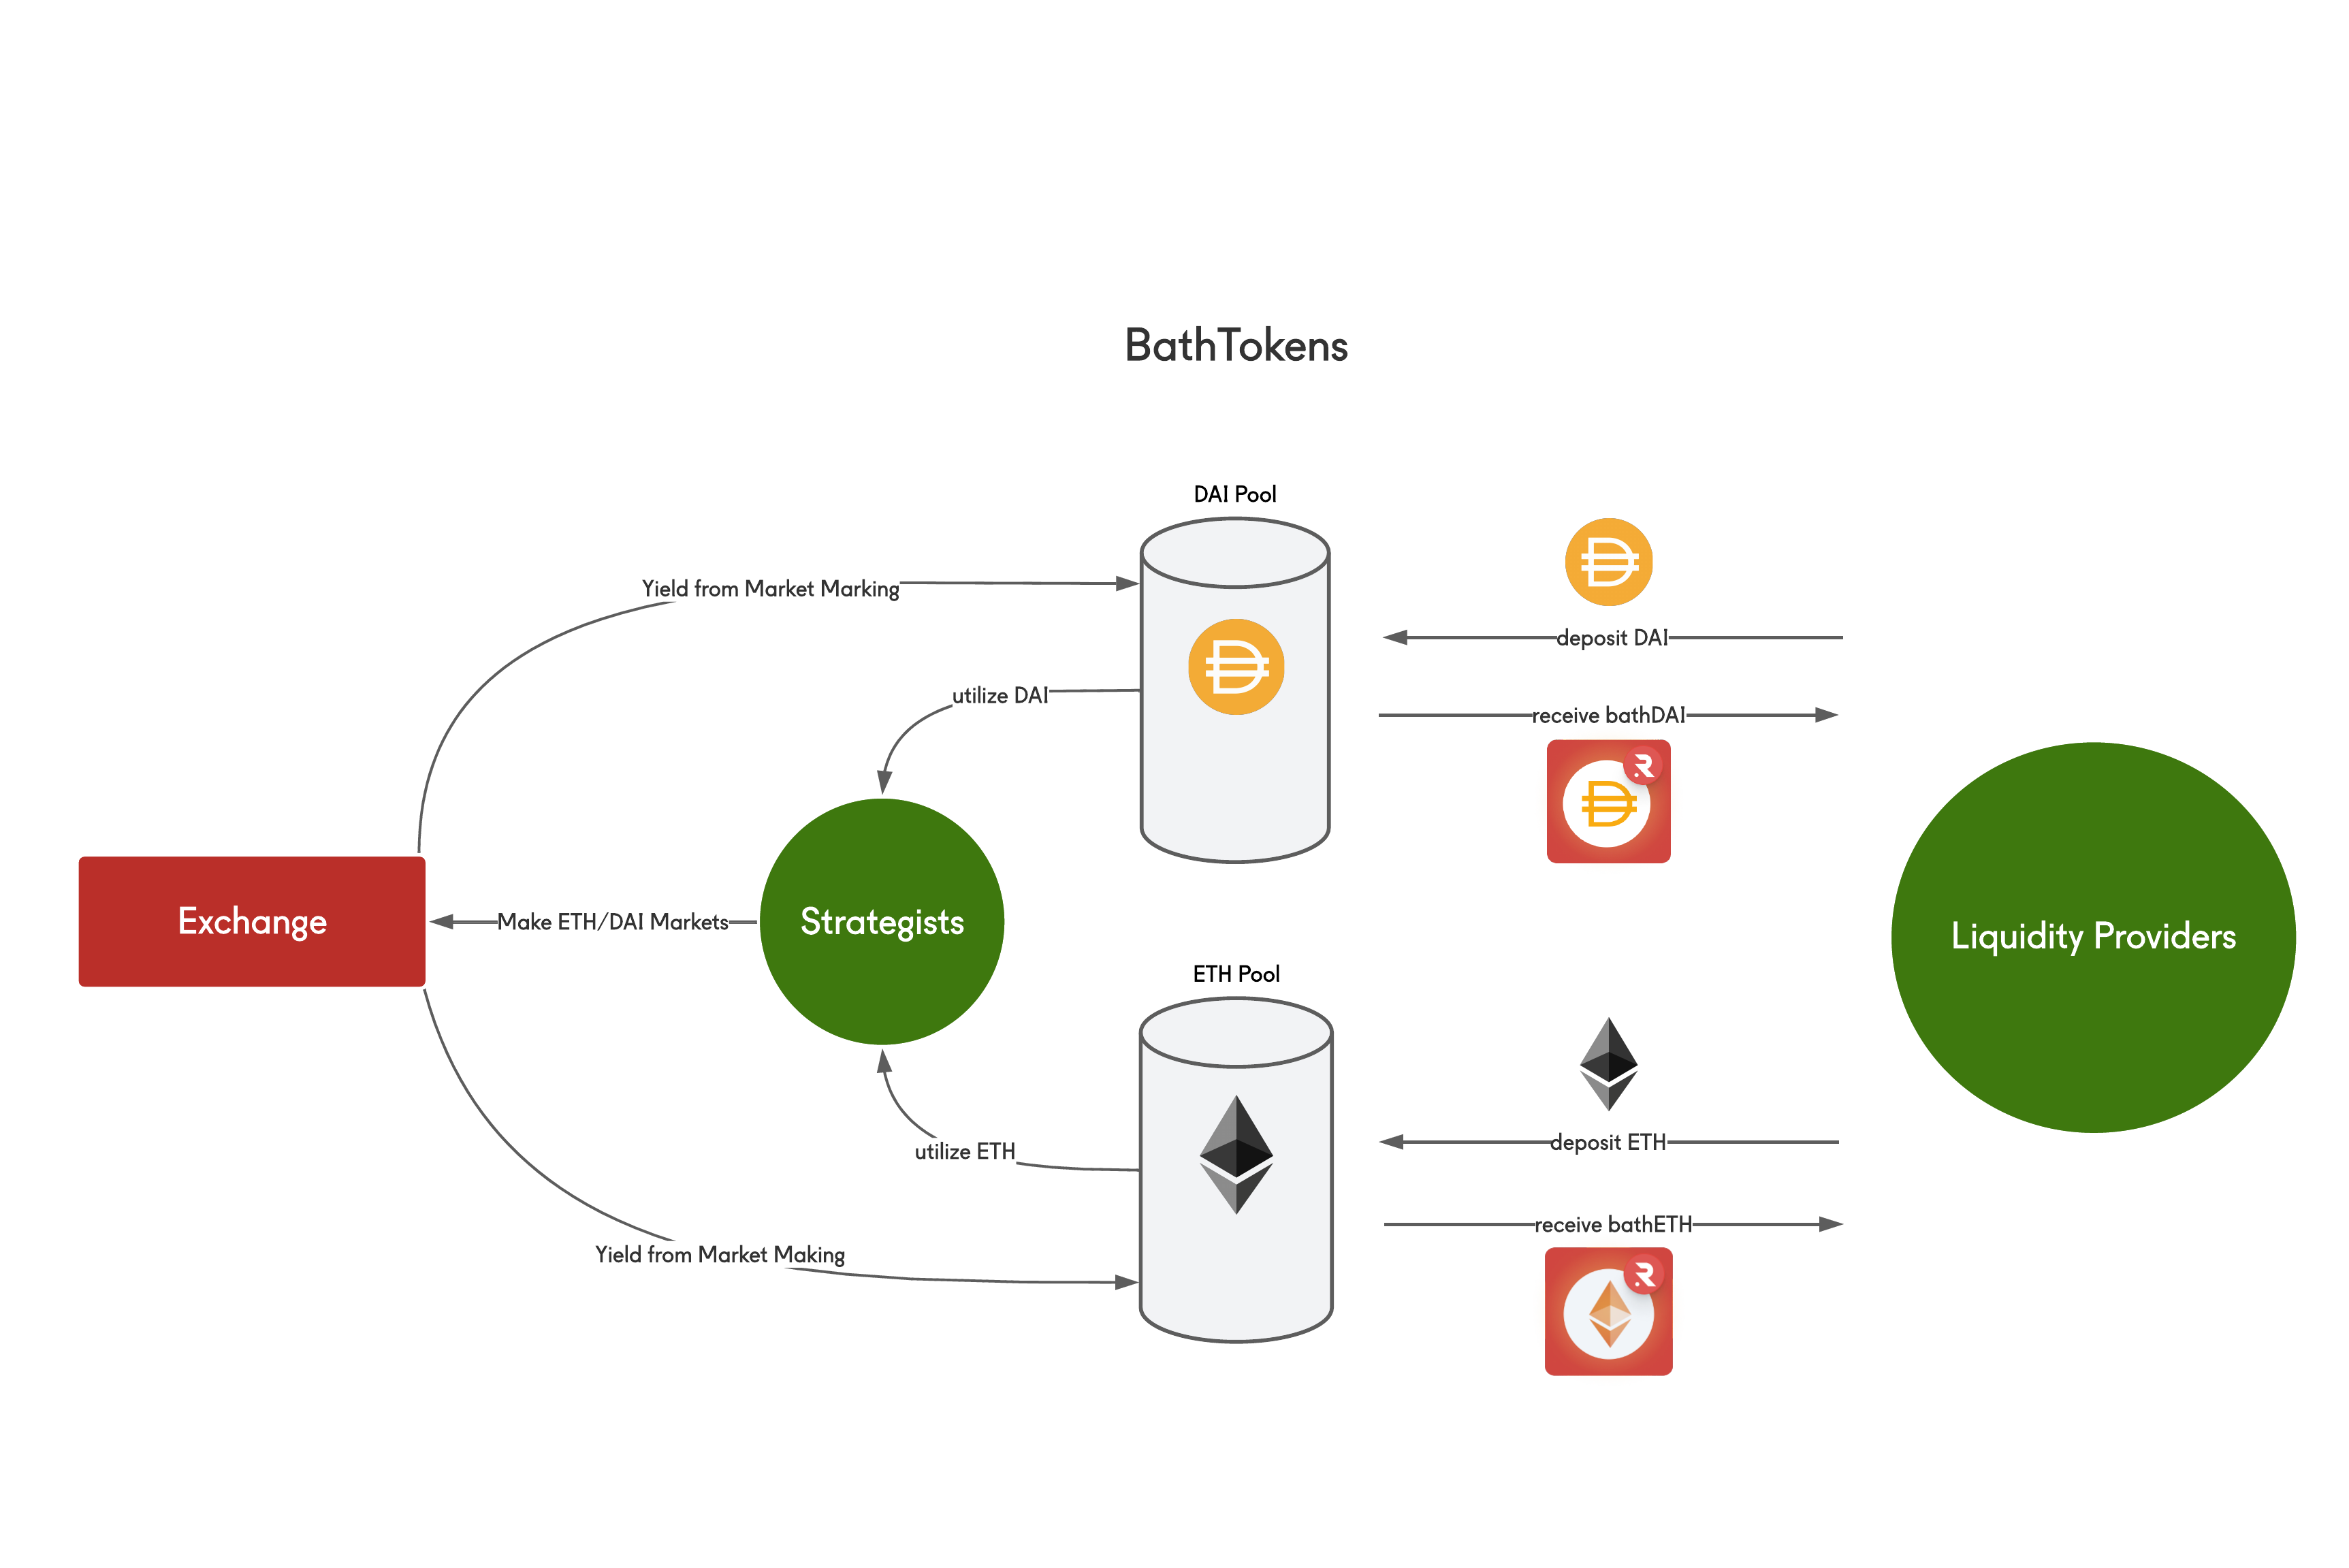 BathTokens
DAI Pool
Yield from Market Marking
deposit DAI
utilize DAI
receive bathDAI
Exchange
Make ETH/DAI Markets
Strategists
Liquidity Providers
ETH Pool
deposit ETH
utilize ETH
receive bathETH
Yield from Market Making